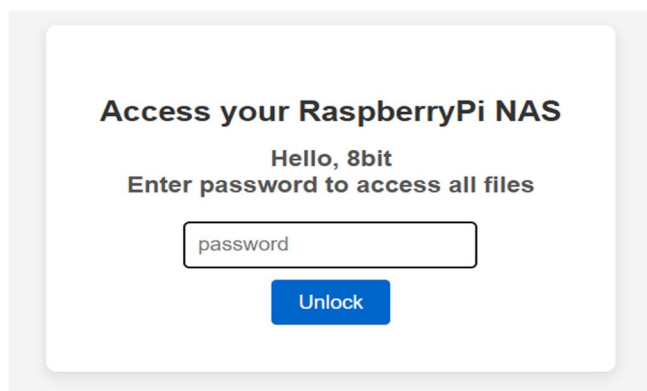 Access your RaspberryPi NAS
Hello, 8bit
Enter password to access all files
password
Unlock